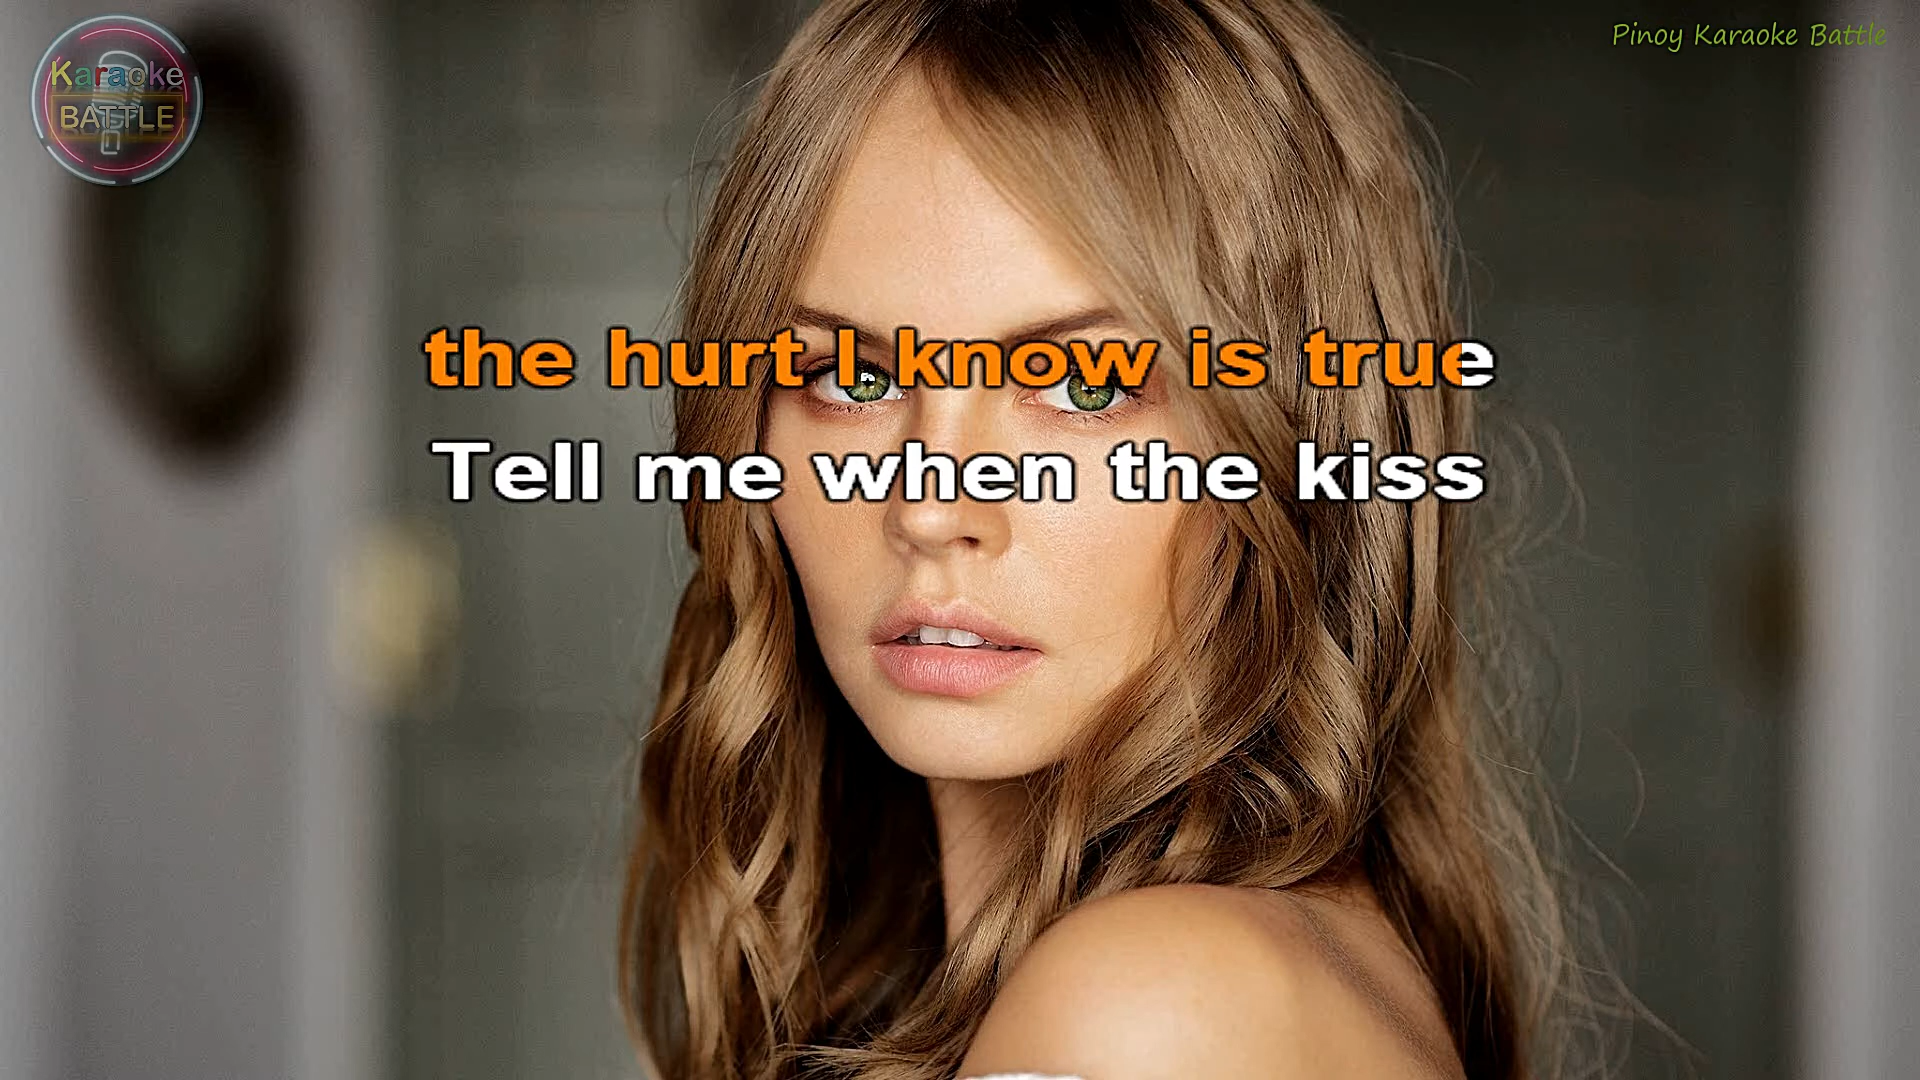 Karaoke
BATTLE
Pinoy Karaoke Battle
the hurt I know is true
Tell me when the kiss